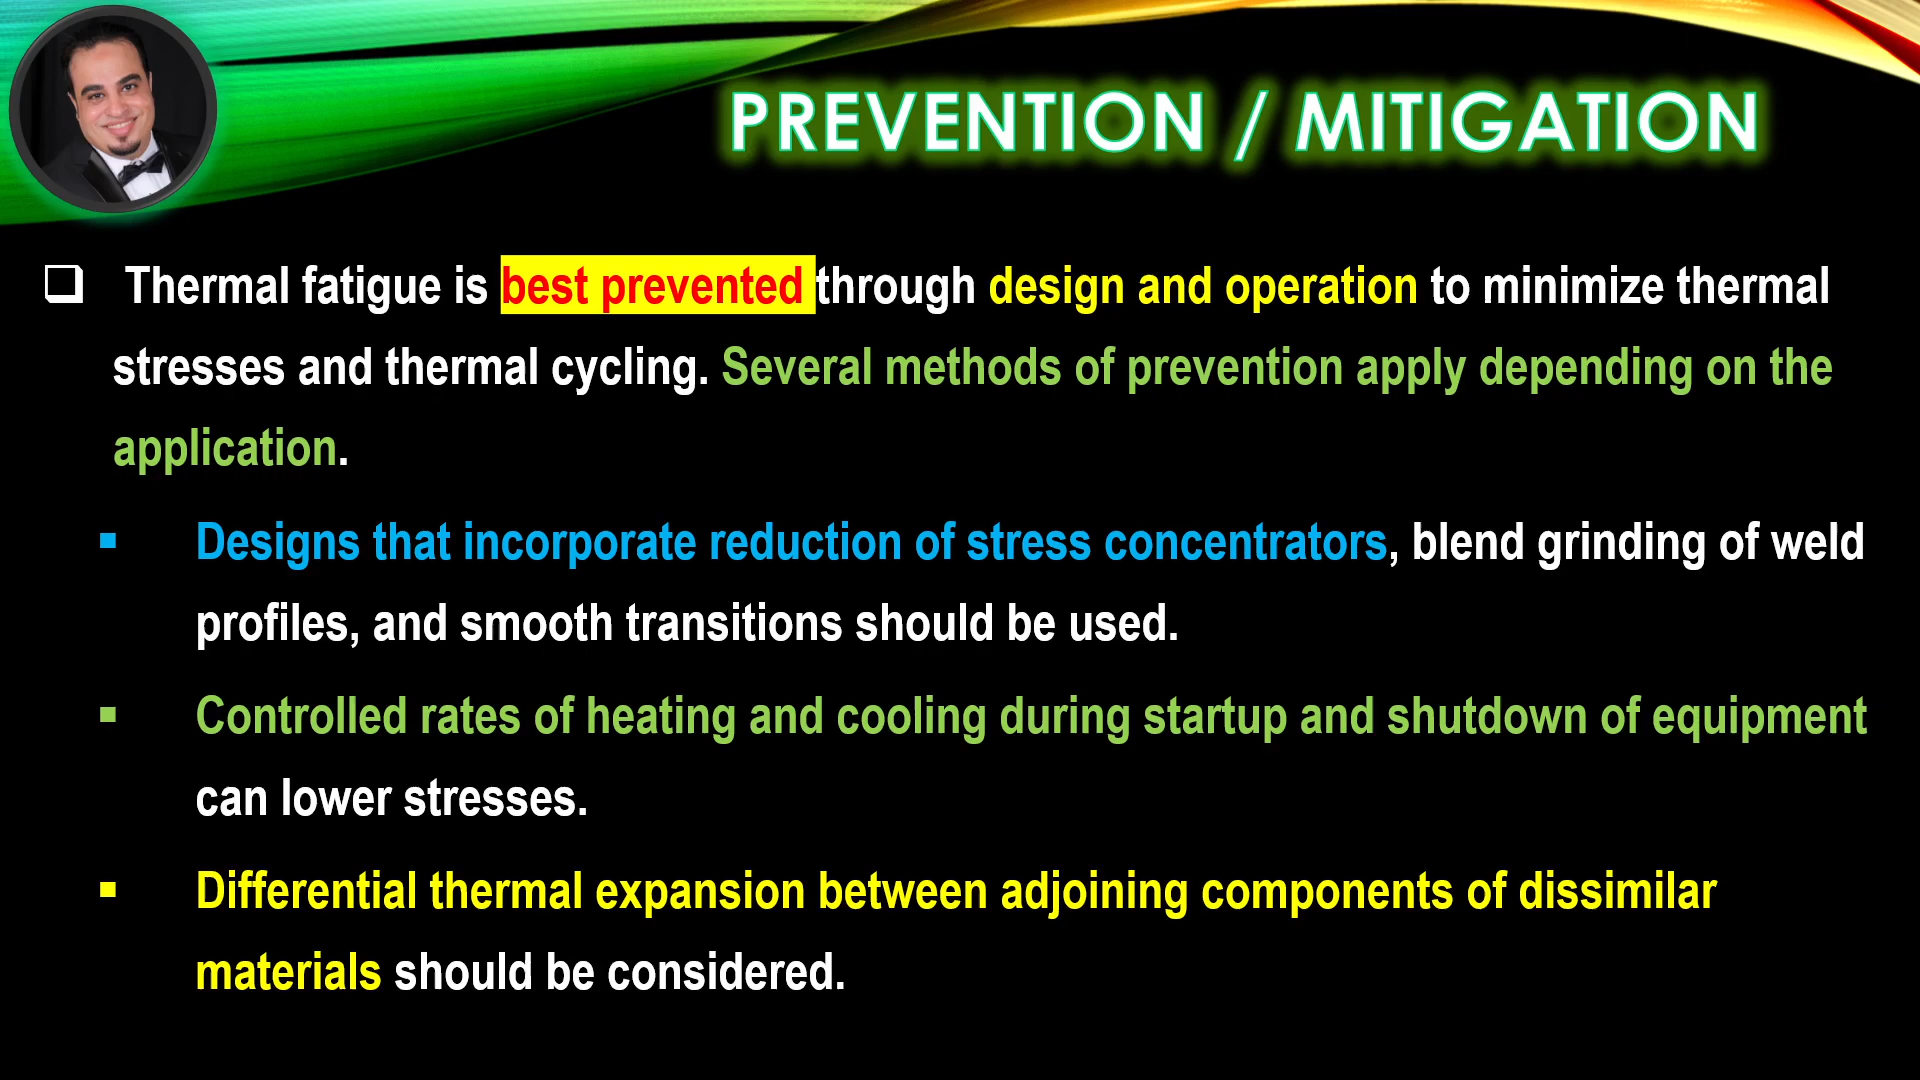 PREVENTION / MITIGATION
Thermal fatigue is best prevented through design and operation to minimize thermal
stresses and thermal cycling. Several methods of prevention apply depending on the
application.
Designs that incorporate reduction of stress concentrators, blend grinding of weld
profiles, and smooth transitions should be used.
Controlled rates of heating and cooling during startup and shutdown of equipment
can lower stresses.
Differential thermal expansion between adjoining components of dissimilar
materials should be considered.